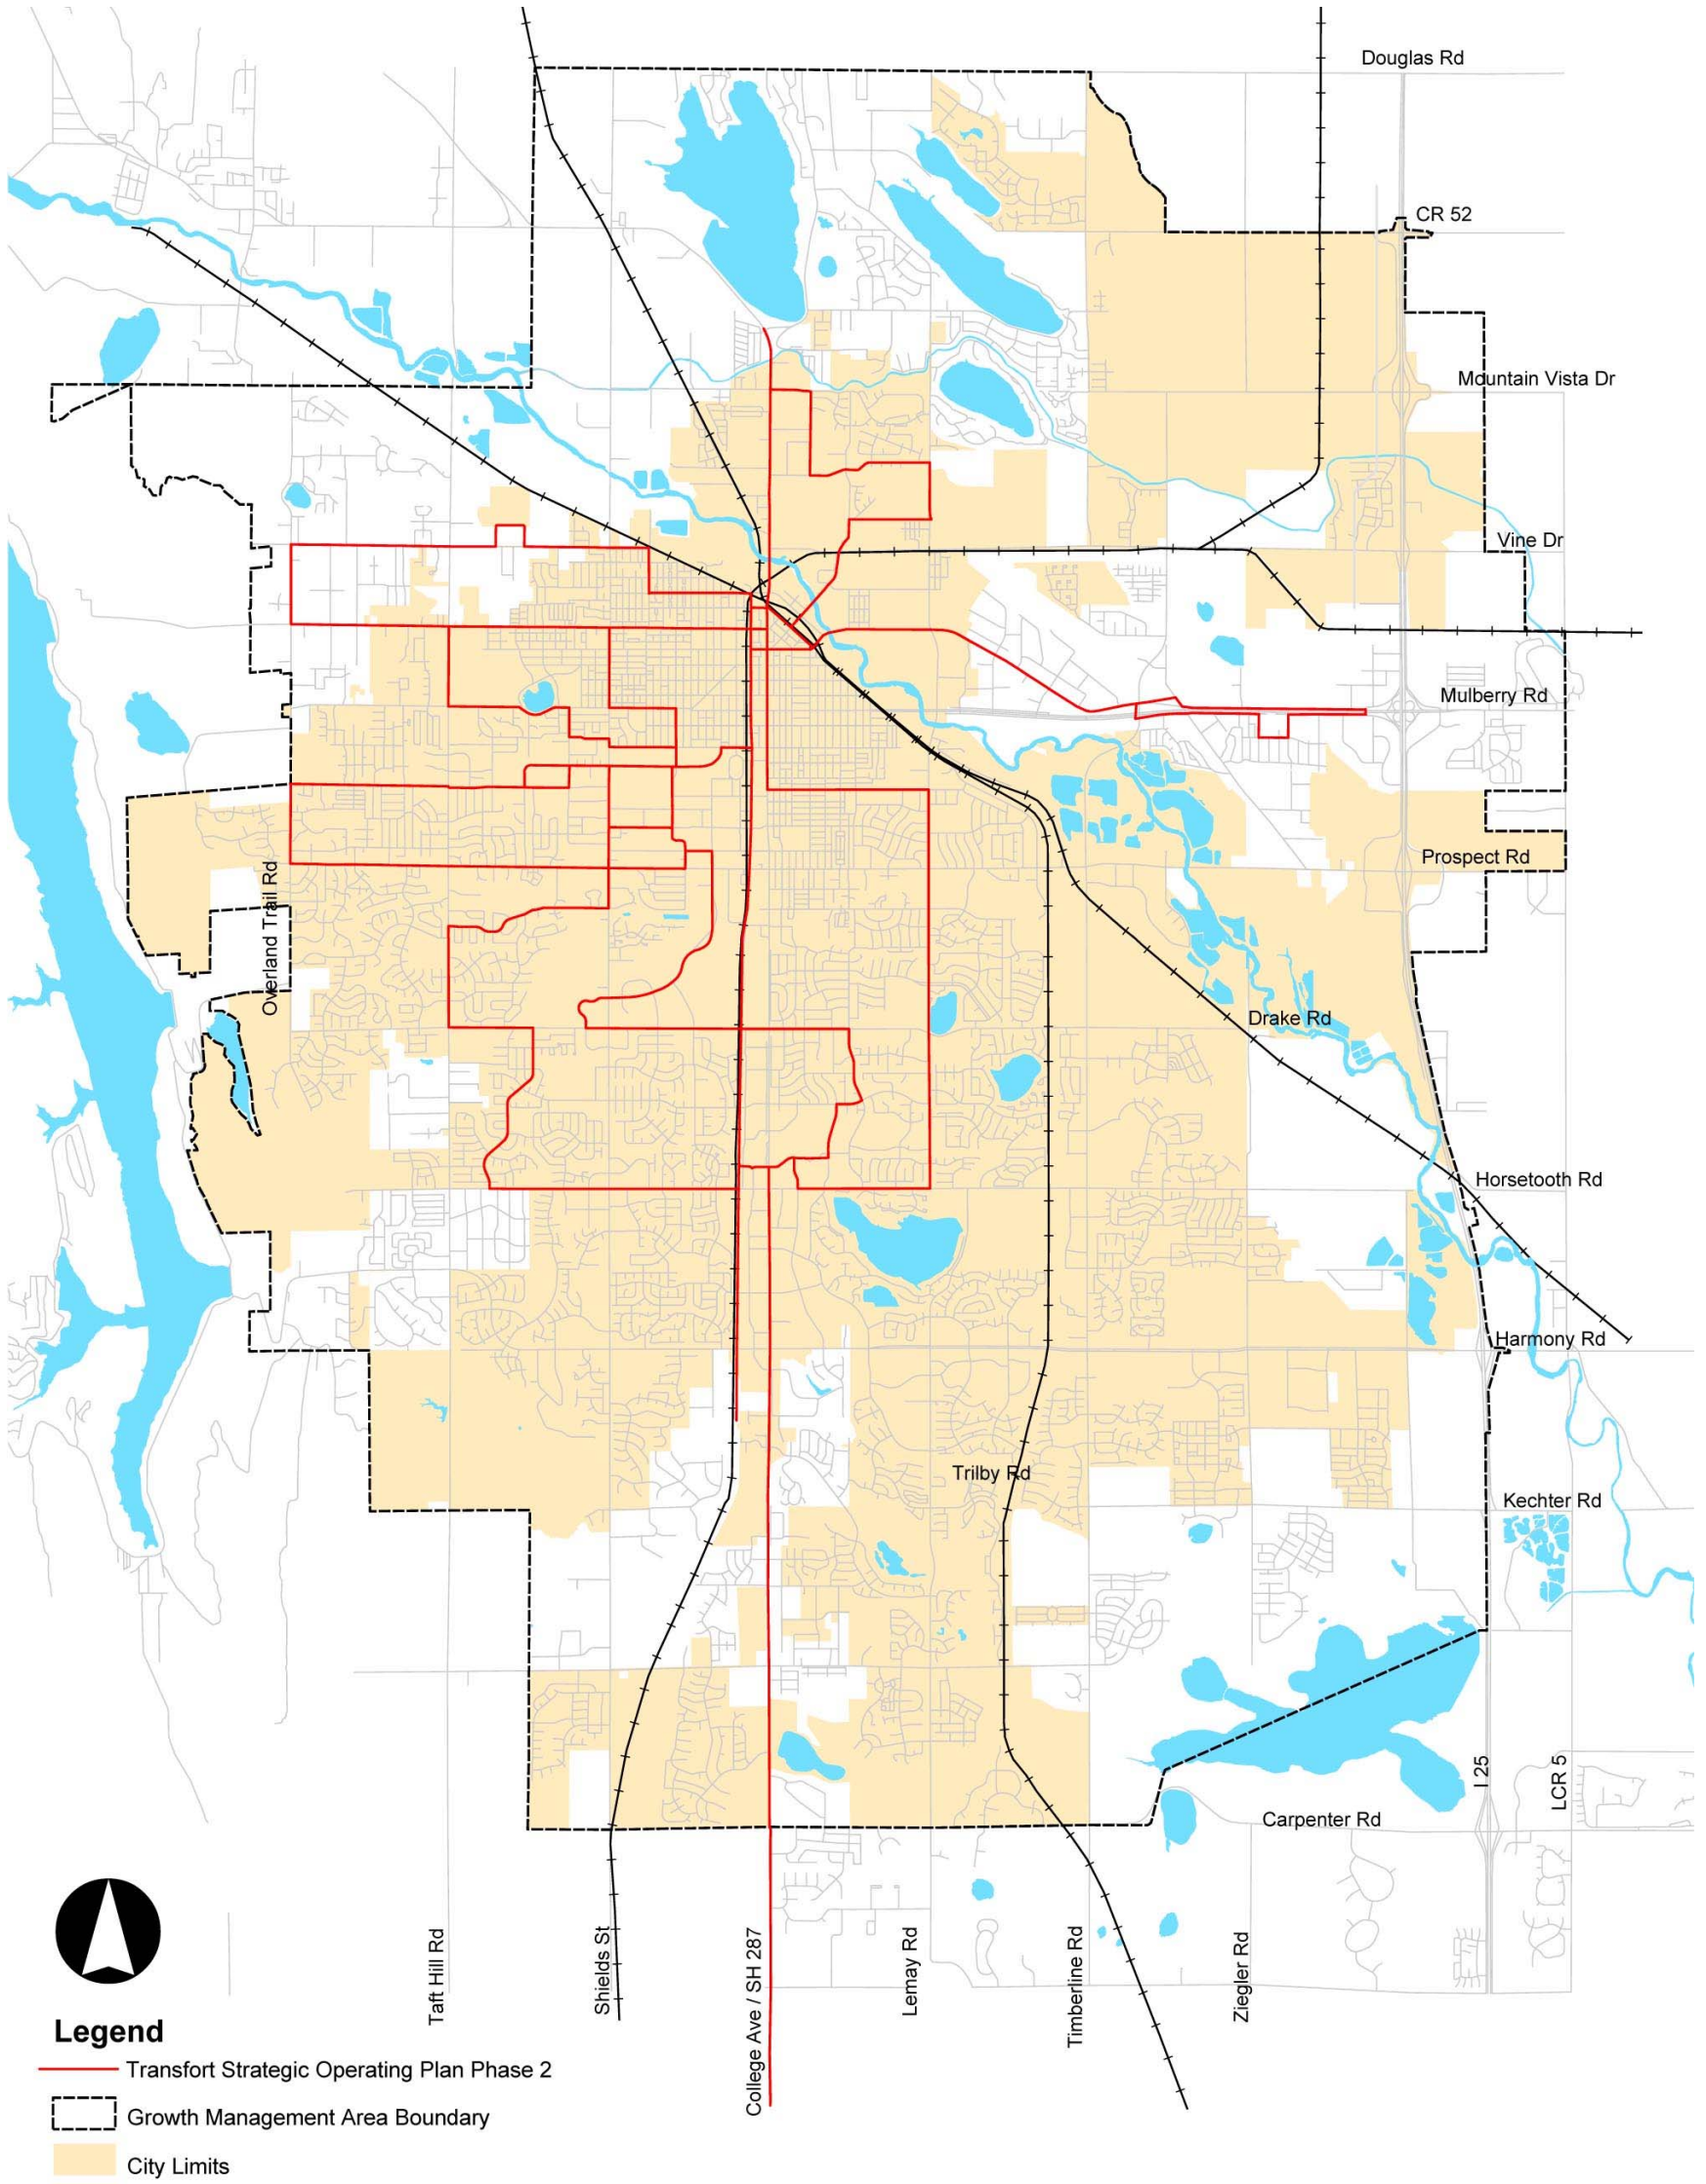 Douglas Rd
CR 52
Mountain Vista Dr
Vine Dr
Mulberry Rd
Prospect Rd
Overland Trail Rd
Drake Rd
Horsetooth Rd
Harmony Rd
Trilby Rd
Kechter Rd
I 25
LCR 5
Carpenter Rd
Taft Hill Rd
Shields St
College Ave / SH 287
Lemay Rd
Timberline Rd
Ziegler Rd
Legend
Transfort Strategic Operating Plan Phase 2
Growth Management Area Boundary
City Limits